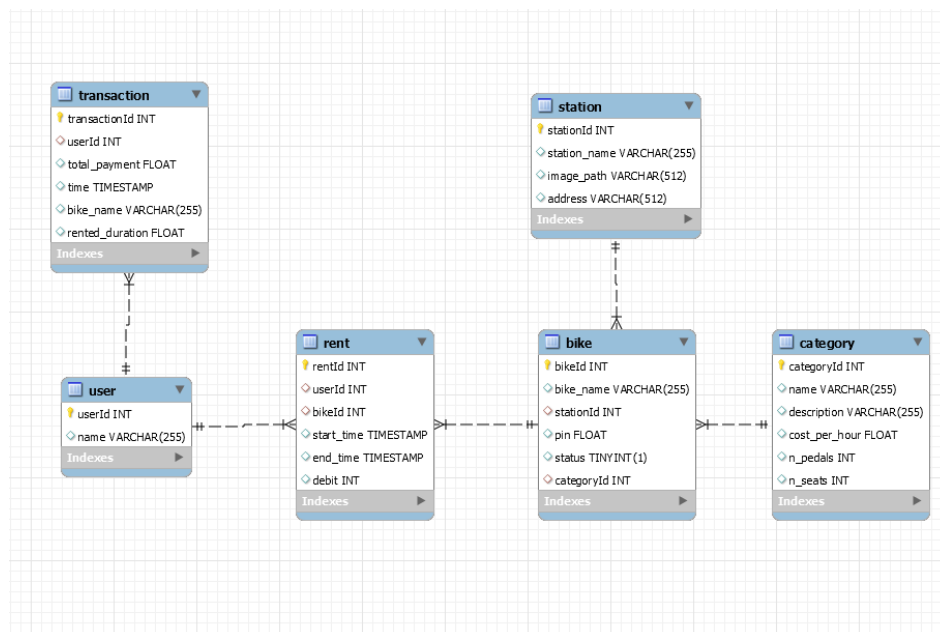 transaction
transactionId INT
userId INT
total_payment FLOAT
time TIMESTAMP
bike_name VARCHAR(255)
rented_duration FLOAT
Indexes
station
stationId INT
station_name VARCHAR(255)
image_path VARCHAR(512)
address VARCHAR(512)
Indexes
user
userId INT
name VARCHAR(255)
Indexes
rent
rentId INT
userId INT
bikeId INT
start_time TIMESTAMP
end_time TIMESTAMP
debit INT
Indexes
bike
bikeId INT
bike_name VARCHAR(255)
stationId INT
pin FLOAT
status TINYINT(1)
categoryId INT
Indexes
category
categoryId INT
name VARCHAR(255)
description VARCHAR(255)
cost_per_hour FLOAT
n_pedals INT
n_seats INT
Indexes